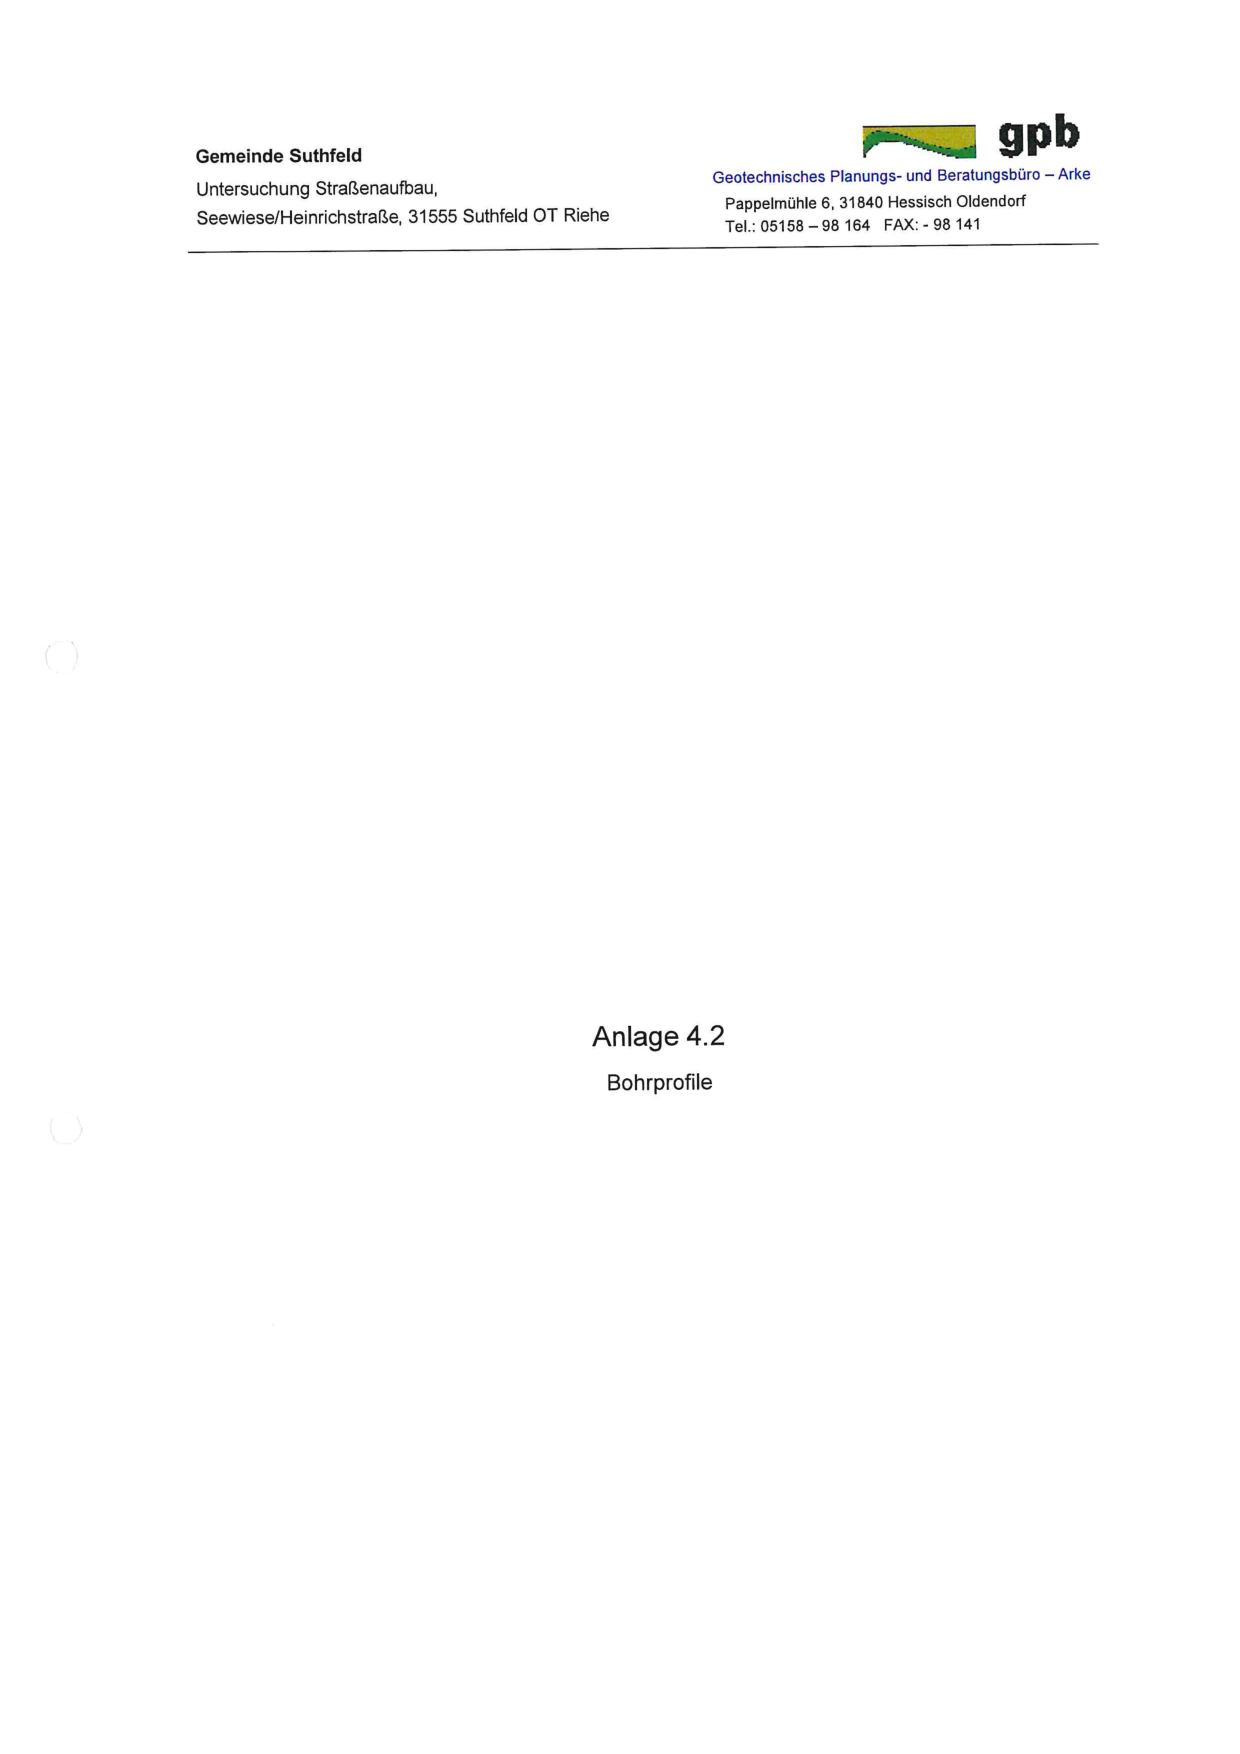 Gemeinde Suthfeld
Untersuchung Straßenaufbau,
Seewiese/Heinrichstraße, 31555 Suthfeld OT Riehe
gpb
Geotechnisches Planungs- und Beratungsbüro – Arke
Pappelmühle 6, 31840 Hessisch Oldendorf
Tel.: 05158 – 98 164 FAX: - 98 141
Anlage 4.2
Bohrprofile